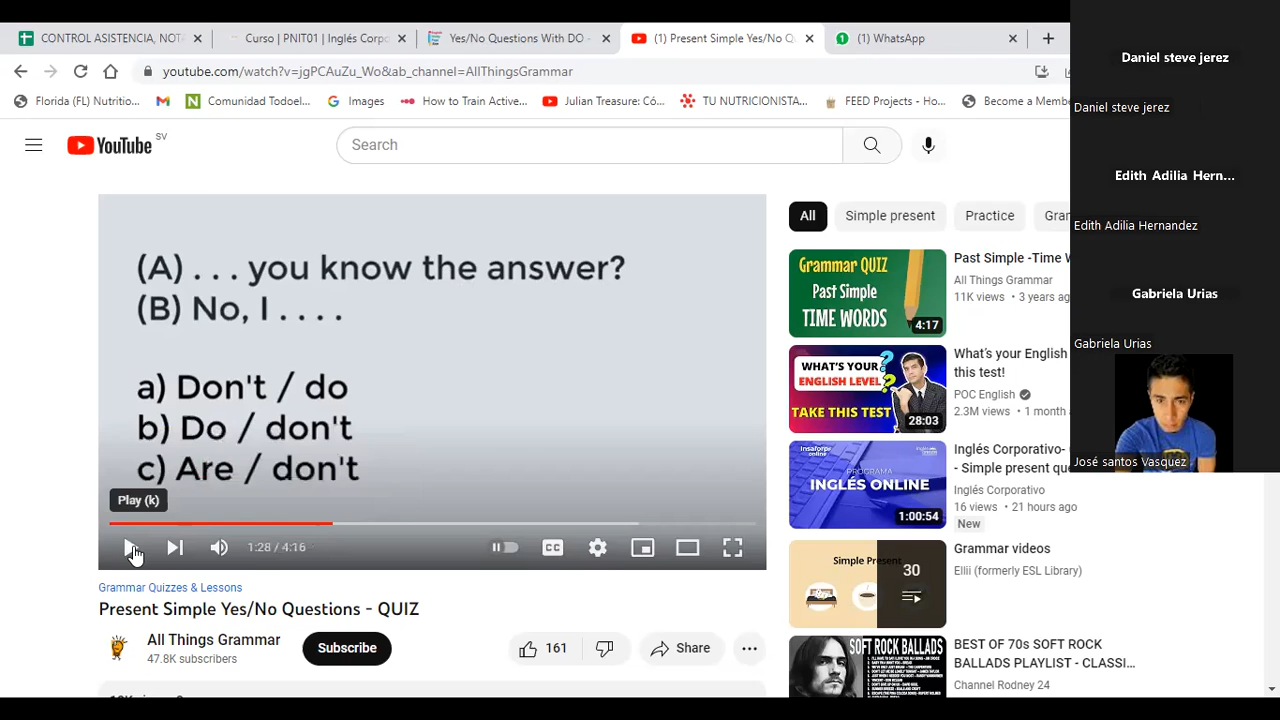 CONTROL ASISTENCIA, NOTA
Curso | PNIT01 | Inglés Corpo
Yes/No Questions With DO -
(1) Present Simple Yes/No Q
(1) WhatsApp
youtube.com/watch?v=jgPCAuZu_Wo&ab_channel=AllThingsGrammar
Florida (FL) Nutritio...
Comunidad Todoel...
Images
How to Train Active...
Julian Treasure: Có...
TU NUTRICIONISTA...
FEED Projects - Ho...
Become a Membe
YouTube SV
Search
(A) . . . you know the answer?
(B) No, I . . . .
a) Don't / do
b) Do / don't
c) Are / don't
Play (k)
1:28 / 4:16
CC
Grammar Quizzes & Lessons
Present Simple Yes/No Questions - QUIZ
All Things Grammar
47.8K subscribers
Subscribe
161
Share
All
Simple present
Practice
Gran
Grammar QUIZ
Past Simple
TIME WORDS
4:17
Past Simple -Time W
All Things Grammar
11K views • 3 years ago
WHAT'S YOUR
ENGLISH LEVEL?
TAKE THIS TEST
28:03
What's your English
this test!
POC English
2.3M views • 1 month
insaforp online
PROGRAMA
INGLÉS ONLINE
1:00:54
Inglés Corporativo-
- Simple present que
Inglés Corporativo
16 views • 21 hours ago
New
Simple Present
30
Grammar videos
Ellii (formerly ESL Library)
SOFT ROCK
BALLADS
BEST OF 70s SOFT ROCK
BALLADS PLAYLIST - CLASSI...
Channel Rodney 24
Daniel steve jerez
Daniel steve jerez
Edith Adilia Hern...
Edith Adilia Hernandez
Gabriela Urias
Gabriela Urias
José santos Vasquez